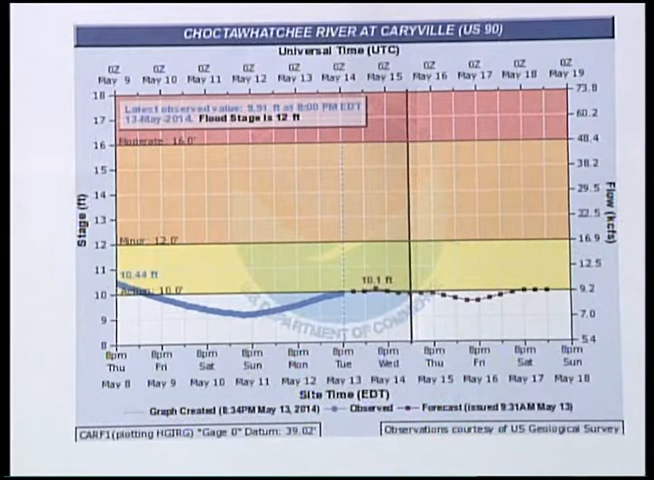 CHOCTAWHATCHEE RIVER AT CARYVILLE (US 90)
Universal Time (UTC)
0Z 0Z 0Z 0Z 0Z 0Z 0Z 0Z 0Z 0Z 0Z
May 9 May 10 May 11 May 12 May 13 May 14 May 15 May 16 May 17 May 18 May 19
18 73.8
Latest observed value: 9.91 ft at 8:00 PM EDT
13-May-2014. Flood Stage is 12 ft
17 60.2
Moderate: 16.0'
16 48.4
15 38.2
14 29.5
13 22.5
Stage (ft)
Flow (kcfs)
Minor: 12.0'
12 16.9
11 12.5
10.44 ft
10.1 ft
Action: 10.0'
10 9.2
9 7.0
8 5.4
DEPARTMENT OF COMMERCE
8pm 8pm 8pm 8pm 8pm 8pm 8pm 8pm 8pm 8pm 8pm
Thu Fri Sat Sun Mon Tue Wed Thu Fri Sat Sun
May 8 May 9 May 10 May 11 May 12 May 13 May 14 May 15 May 16 May 17 May 18
Site Time (EDT)
Graph Created (8:34PM May 13, 2014) Observed Forecast (issued 9:31AM May 13)
CARF1(plotting HGIRG) "Gage 0" Datum: 39.02'
Observations courtesy of US Geological Survey